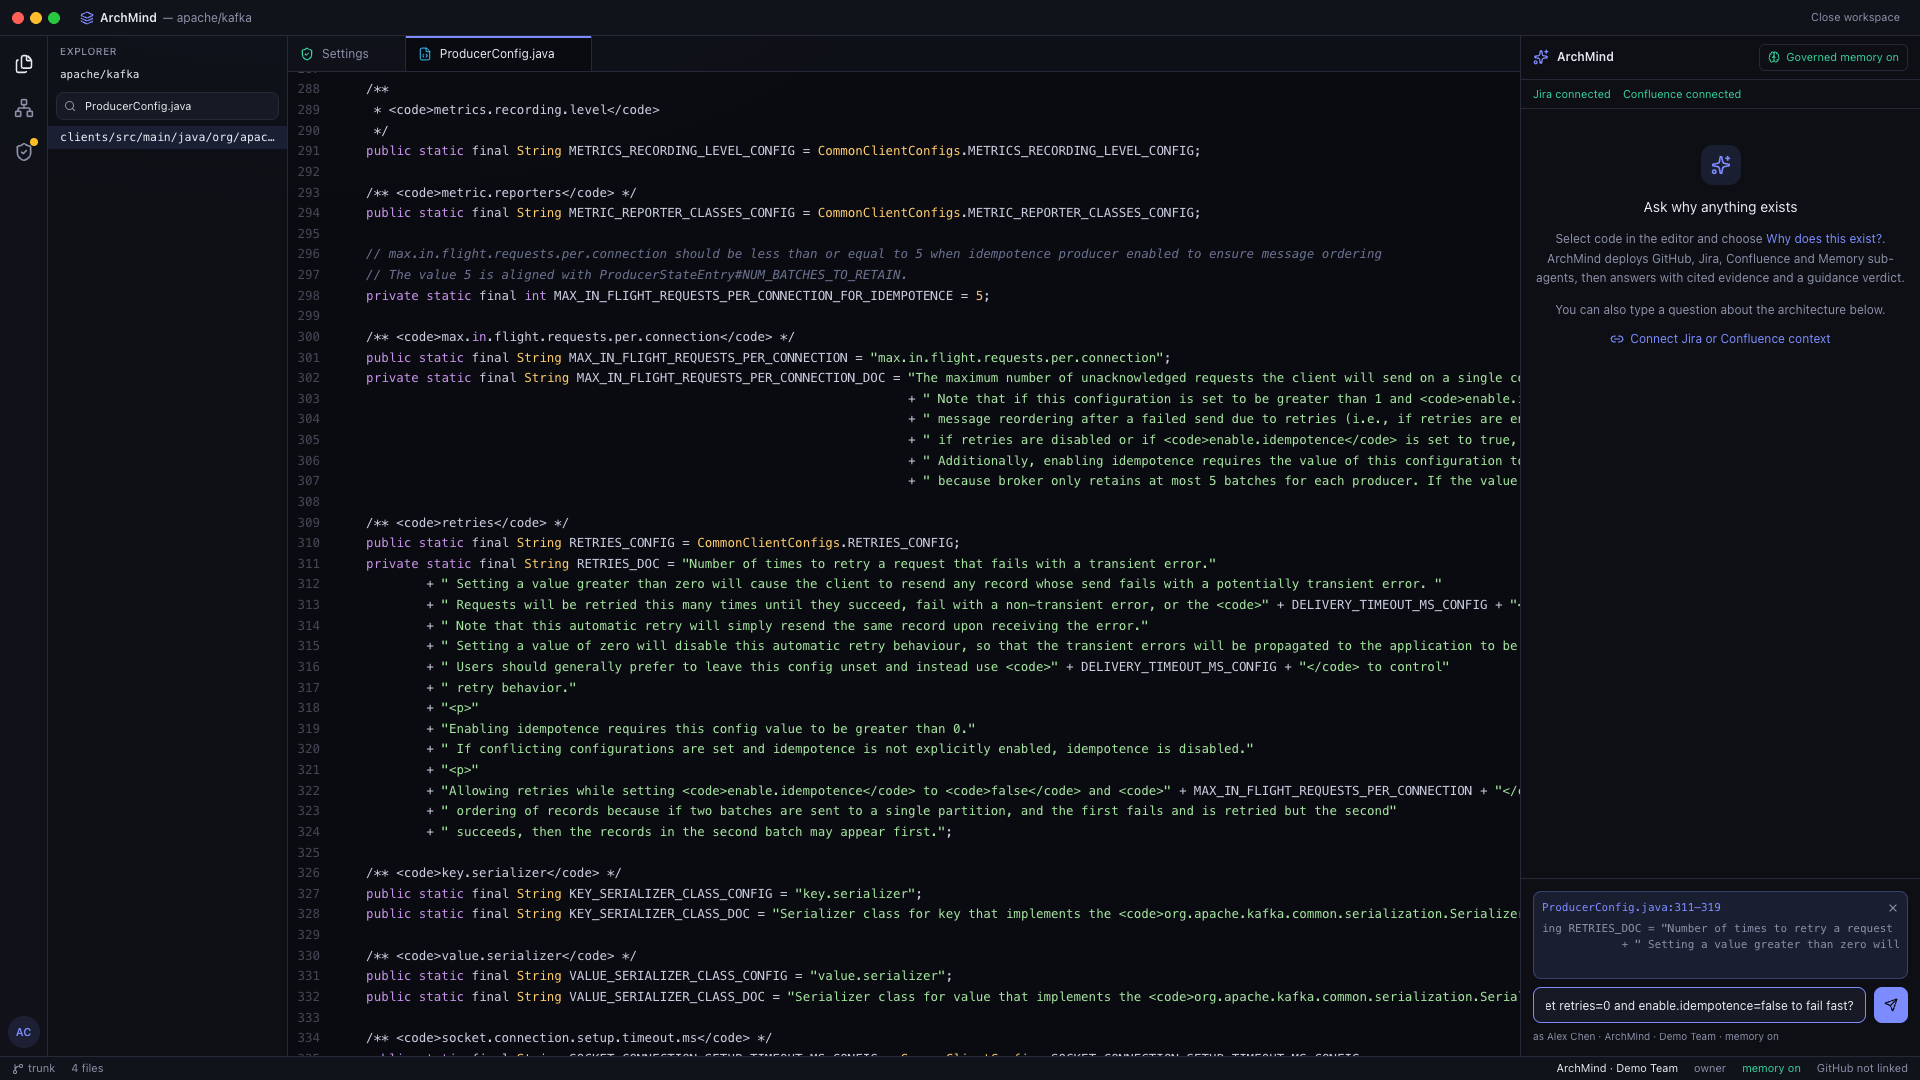 ArchMind — apache/kafka
Close workspace
EXPLORER
apache/kafka
ProducerConfig.java
clients/src/main/java/org/apac…
Settings
ProducerConfig.java
288 /**
289 * <code>metrics.recording.level</code>
290 */
291 public static final String METRICS_RECORDING_LEVEL_CONFIG = CommonClientConfigs.METRICS_RECORDING_LEVEL_CONFIG;
292
293 /** <code>metric.reporters</code> */
294 public static final String METRIC_REPORTER_CLASSES_CONFIG = CommonClientConfigs.METRIC_REPORTER_CLASSES_CONFIG;
295
296 // max.in.flight.requests.per.connection should be less than or equal to 5 when idempotence producer enabled to ensure message ordering
297 // The value 5 is aligned with ProducerStateEntry#NUM_BATCHES_TO_RETAIN.
298 private static final int MAX_IN_FLIGHT_REQUESTS_PER_CONNECTION_FOR_IDEMPOTENCE = 5;
299
300 /** <code>max.in.flight.requests.per.connection</code> */
301 public static final String MAX_IN_FLIGHT_REQUESTS_PER_CONNECTION = "max.in.flight.requests.per.connection";
302 private static final String MAX_IN_FLIGHT_REQUESTS_PER_CONNECTION_DOC = "The maximum number of unacknowledged requests the client will send on a single c
303 + " Note that if this configuration is set to be greater than 1 and <code>enable.
304 + " message reordering after a failed send due to retries (i.e., if retries are e
305 + " if retries are disabled or if <code>enable.idempotence</code> is set to true,
306 + " Additionally, enabling idempotence requires the value of this configuration t
307 + " because broker only retains at most 5 batches for each producer. If the value
308
309 /** <code>retries</code> */
310 public static final String RETRIES_CONFIG = CommonClientConfigs.RETRIES_CONFIG;
311 private static final String RETRIES_DOC = "Number of times to retry a request that fails with a transient error."
312 + " Setting a value greater than zero will cause the client to resend any record whose send fails with a potentially transient error. "
313 + " Requests will be retried this many times until they succeed, fail with a non-transient error, or the <code>" + DELIVERY_TIMEOUT_MS_CONFIG + "<
314 + " Note that this automatic retry will simply resend the same record upon receiving the error."
315 + " Setting a value of zero will disable this automatic retry behaviour, so that the transient errors will be propagated to the application to be
316 + " Users should generally prefer to leave this config unset and instead use <code>" + DELIVERY_TIMEOUT_MS_CONFIG + "</code> to control"
317 + " retry behavior."
318 + "<p>"
319 + "Enabling idempotence requires this config value to be greater than 0."
320 + " If conflicting configurations are set and idempotence is not explicitly enabled, idempotence is disabled."
321 + "<p>"
322 + "Allowing retries while setting <code>enable.idempotence</code> to <code>false</code> and <code>" + MAX_IN_FLIGHT_REQUESTS_PER_CONNECTION + "</
323 + " ordering of records because if two batches are sent to a single partition, and the first fails and is retried but the second"
324 + " succeeds, then the records in the second batch may appear first.";
325
326 /** <code>key.serializer</code> */
327 public static final String KEY_SERIALIZER_CLASS_CONFIG = "key.serializer";
328 public static final String KEY_SERIALIZER_CLASS_DOC = "Serializer class for key that implements the <code>org.apache.kafka.common.serialization.Serializer
329
330 /** <code>value.serializer</code> */
331 public static final String VALUE_SERIALIZER_CLASS_CONFIG = "value.serializer";
332 public static final String VALUE_SERIALIZER_CLASS_DOC = "Serializer class for value that implements the <code>org.apache.kafka.common.serialization.Serial
333
334 /** <code>socket.connection.setup.timeout.ms</code> */
ArchMind
Governed memory on
Jira connected Confluence connected
Ask why anything exists
Select code in the editor and choose Why does this exist?.
ArchMind deploys GitHub, Jira, Confluence and Memory sub-
agents, then answers with cited evidence and a guidance verdict.
You can also type a question about the architecture below.
Connect Jira or Confluence context
ProducerConfig.java:311–319
ing RETRIES_DOC = "Number of times to retry a request
+ " Setting a value greater than zero will
et retries=0 and enable.idempotence=false to fail fast?
as Alex Chen · ArchMind · Demo Team · memory on
AC
trunk 4 files
ArchMind · Demo Team owner memory on GitHub not linked